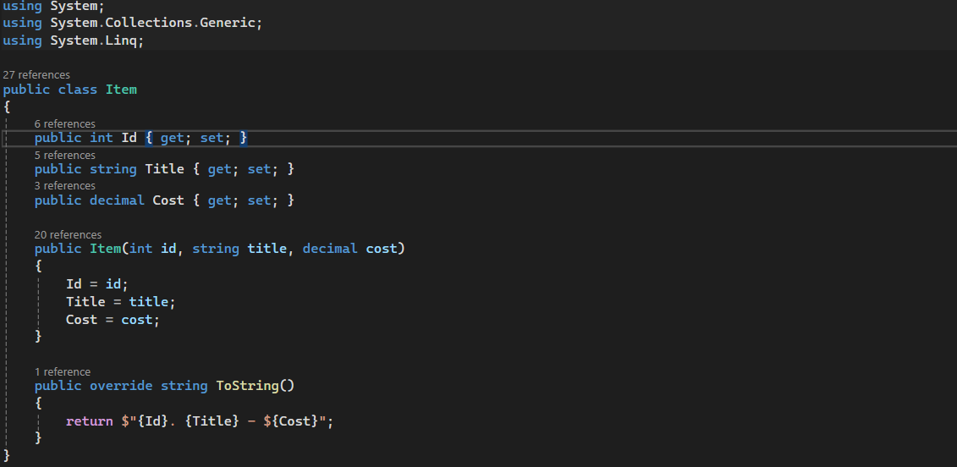 using System;
using System.Collections.Generic;
using System.Linq;
27 references
public class Item
{
6 references
public int Id { get; set; }
5 references
public string Title { get; set; }
3 references
public decimal Cost { get; set; }
20 references
public Item(int id, string title, decimal cost)
{
Id = id;
Title = title;
Cost = cost;
}
1 reference
public override string ToString()
{
return $"{Id}. {Title} - ${Cost}";
}
}